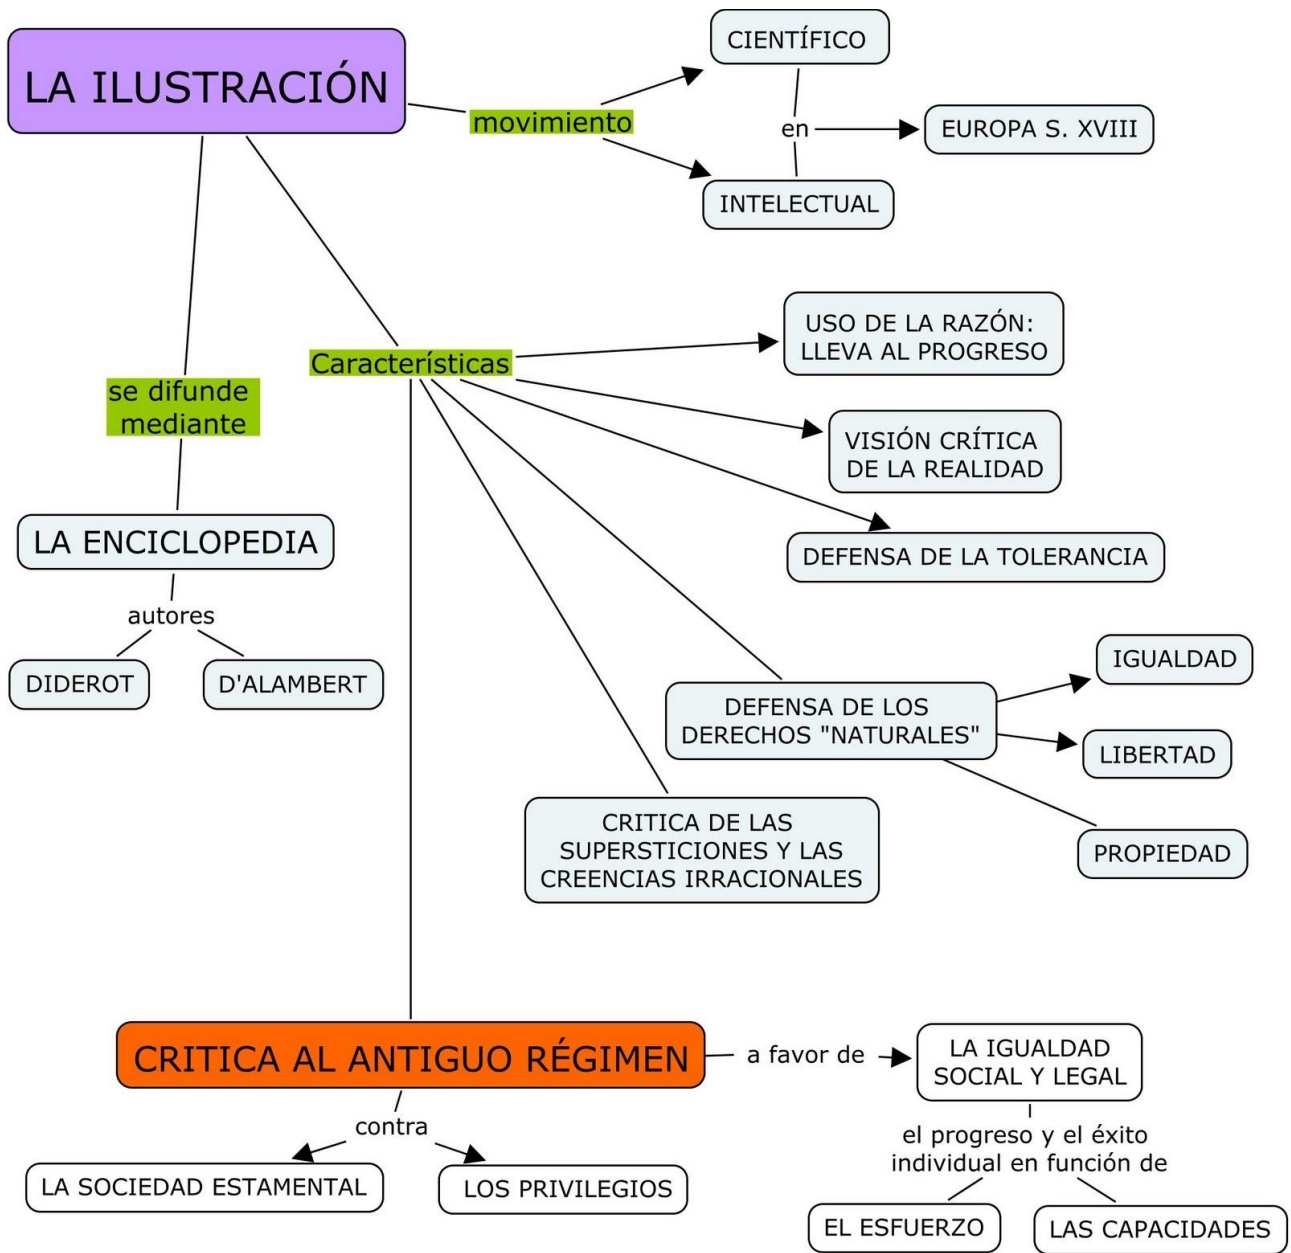 LA ILUSTRACIÓN
movimiento
CIENTÍFICO
en
EUROPA S. XVIII
INTELECTUAL
Características
USO DE LA RAZÓN:
LLEVA AL PROGRESO
VISIÓN CRÍTICA
DE LA REALIDAD
DEFENSA DE LA TOLERANCIA
se difunde
mediante
LA ENCICLOPEDIA
autores
DIDEROT
D'ALAMBERT
DEFENSA DE LOS
DERECHOS "NATURALES"
IGUALDAD
LIBERTAD
PROPIEDAD
CRITICA DE LAS
SUPERSTICIONES Y LAS
CREENCIAS IRRACIONALES
CRITICA AL ANTIGUO RÉGIMEN
a favor de
LA IGUALDAD
SOCIAL Y LEGAL
contra
LA SOCIEDAD ESTAMENTAL
LOS PRIVILEGIOS
el progreso y el éxito
individual en función de
EL ESFUERZO
LAS CAPACIDADES